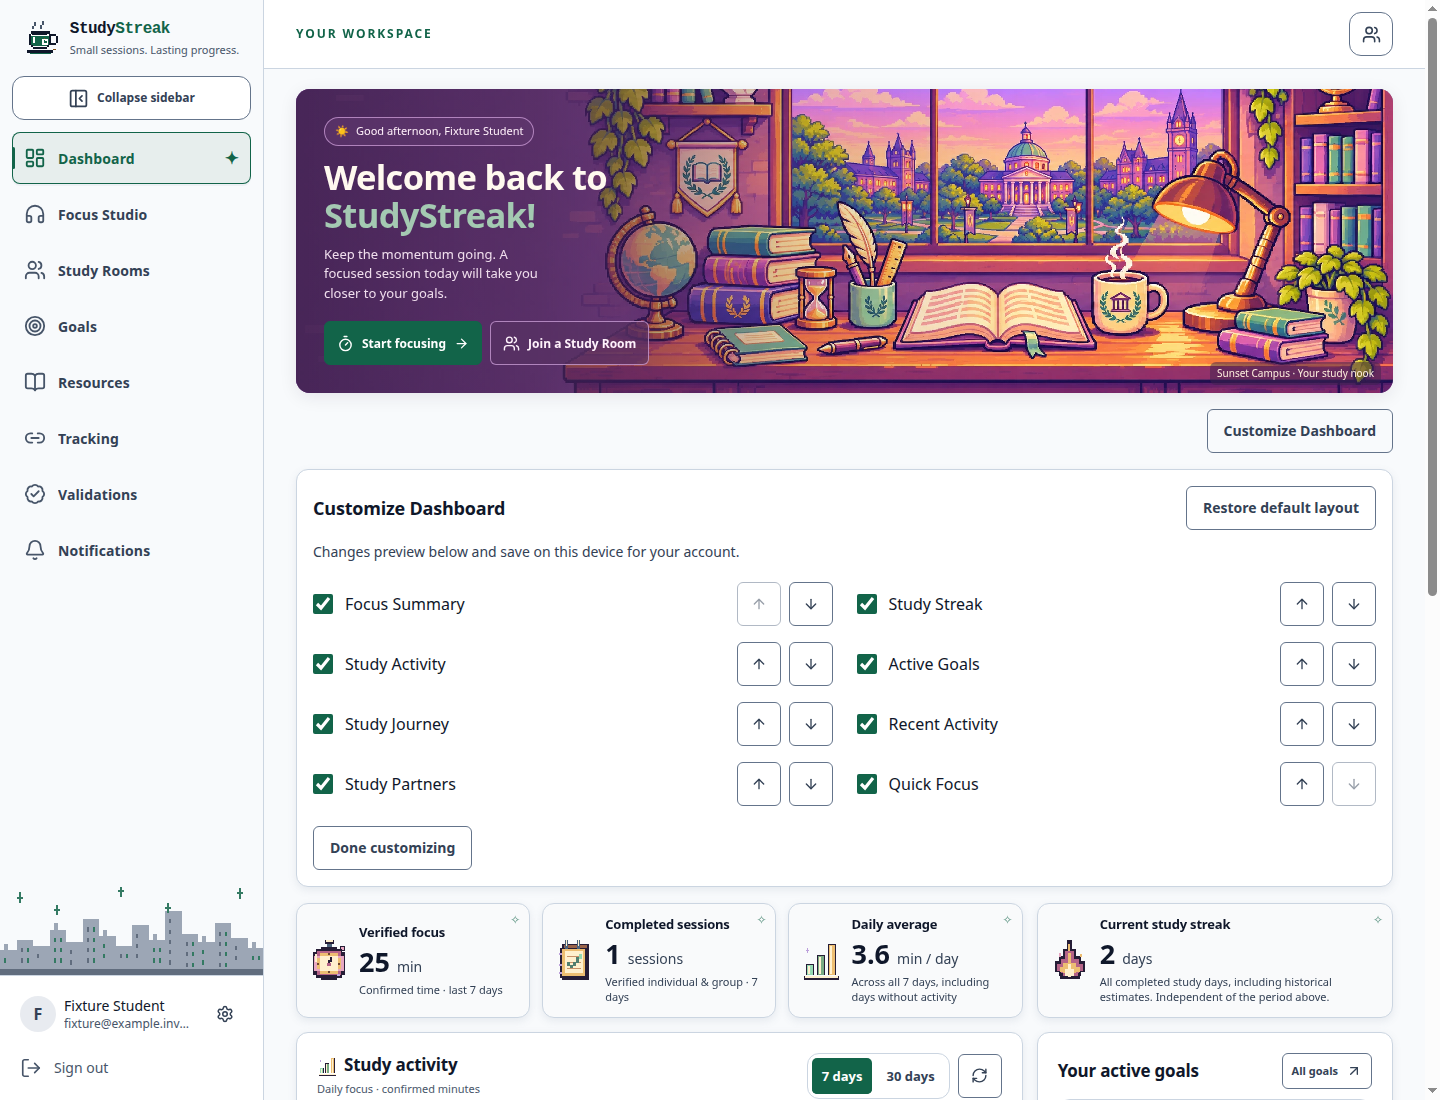 StudyStreak
Small sessions. Lasting progress.
Collapse sidebar
Dashboard
Focus Studio
Study Rooms
Goals
Resources
Tracking
Validations
Notifications
F
Fixture Student
fixture@example.inv...
Sign out
YOUR WORKSPACE
Good afternoon, Fixture Student
Welcome back to
StudyStreak!
Keep the momentum going. A
focused session today will take you
closer to your goals.
Start focusing
Join a Study Room
Sunset Campus · Your study nook
Customize Dashboard
Customize Dashboard
Restore default layout
Changes preview below and save on this device for your account.
Focus Summary
Study Streak
Study Activity
Active Goals
Study Journey
Recent Activity
Study Partners
Quick Focus
Done customizing
Verified focus
25 min
Confirmed time · last 7 days
Completed sessions
1 sessions
Verified individual & group · 7
days
Daily average
3.6 min / day
Across all 7 days, including
days without activity
Current study streak
2 days
All completed study days, including historical
estimates. Independent of the period above.
Study activity
Daily focus · confirmed minutes
7 days
30 days
Your active goals
All goals